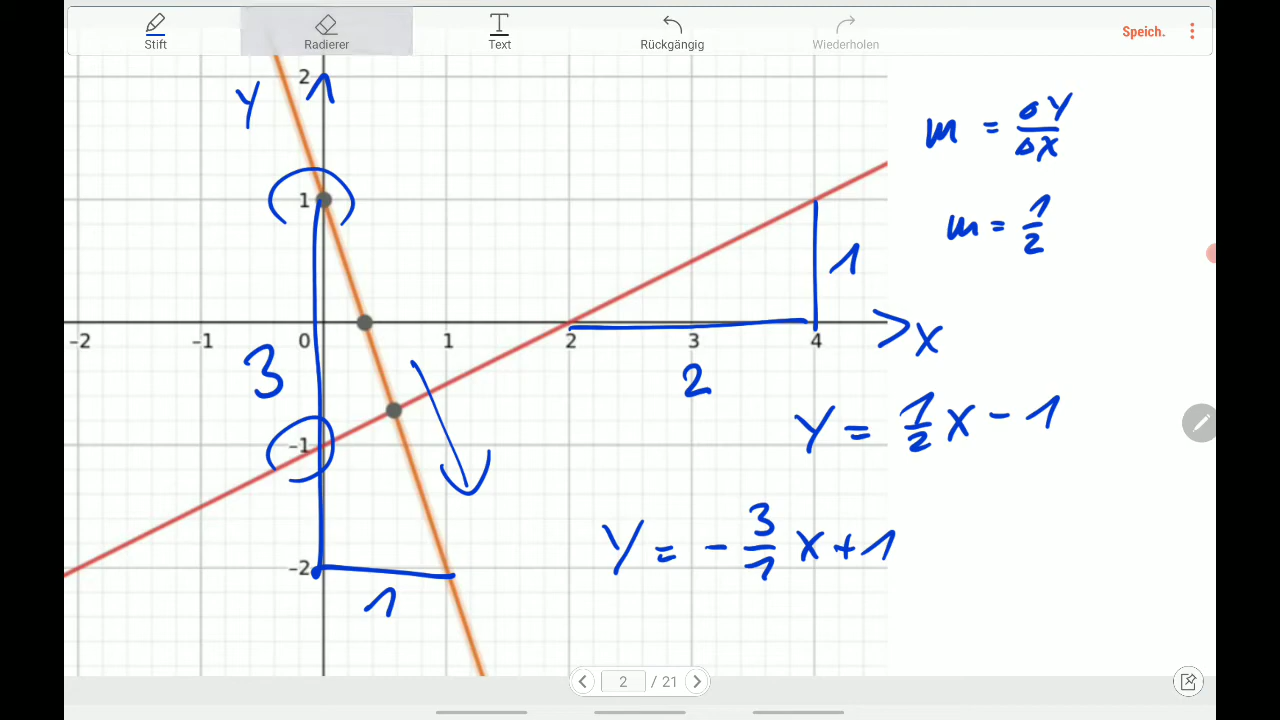 Stift Radierer Text Rückgängig Wiederholen Speich.
2
Y
m = ΔY/ΔX
1
m = 1/2
1
-2 -1 0 1 2 3 4
X
3
2
Y = 1/2 X - 1
-1
Y = - 3/1 X + 1
-2
1
2 / 21